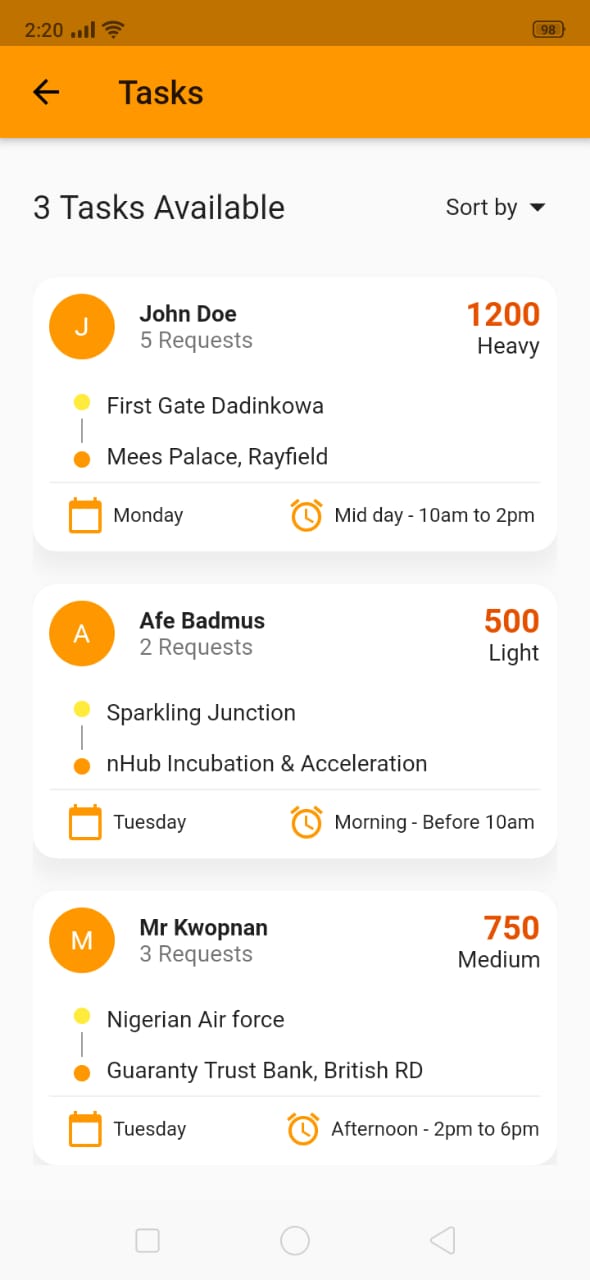 2:20
98
Tasks
3 Tasks Available
Sort by
J
John Doe
5 Requests
1200
Heavy
First Gate Dadinkowa
Mees Palace, Rayfield
Monday
Mid day - 10am to 2pm
A
Afe Badmus
2 Requests
500
Light
Sparkling Junction
nHub Incubation & Acceleration
Tuesday
Morning - Before 10am
M
Mr Kwopnan
3 Requests
750
Medium
Nigerian Air force
Guaranty Trust Bank, British RD
Tuesday
Afternoon - 2pm to 6pm